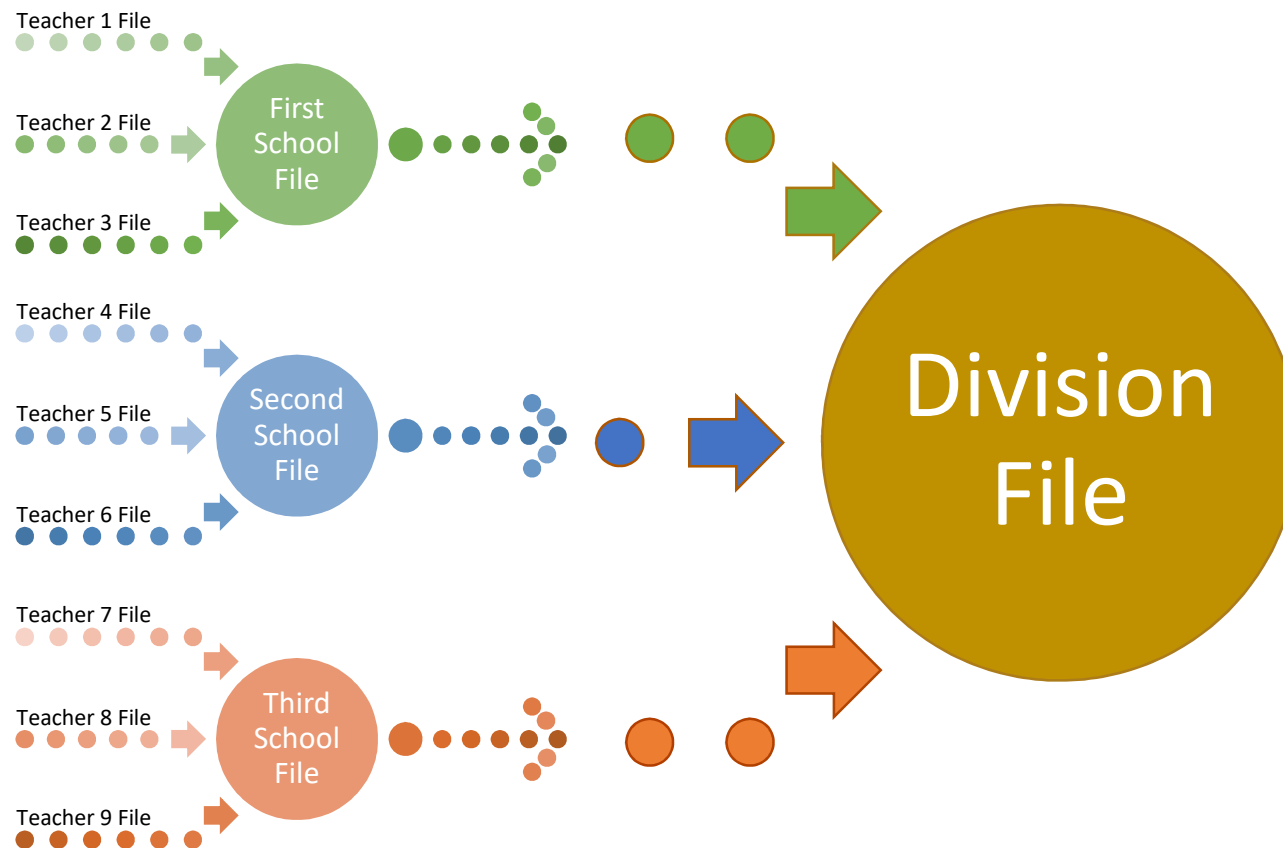 Teacher 1 File
Teacher 2 File
Teacher 3 File
First
School
File
Teacher 4 File
Teacher 5 File
Teacher 6 File
Second
School
File
Teacher 7 File
Teacher 8 File
Teacher 9 File
Third
School
File
Division
File